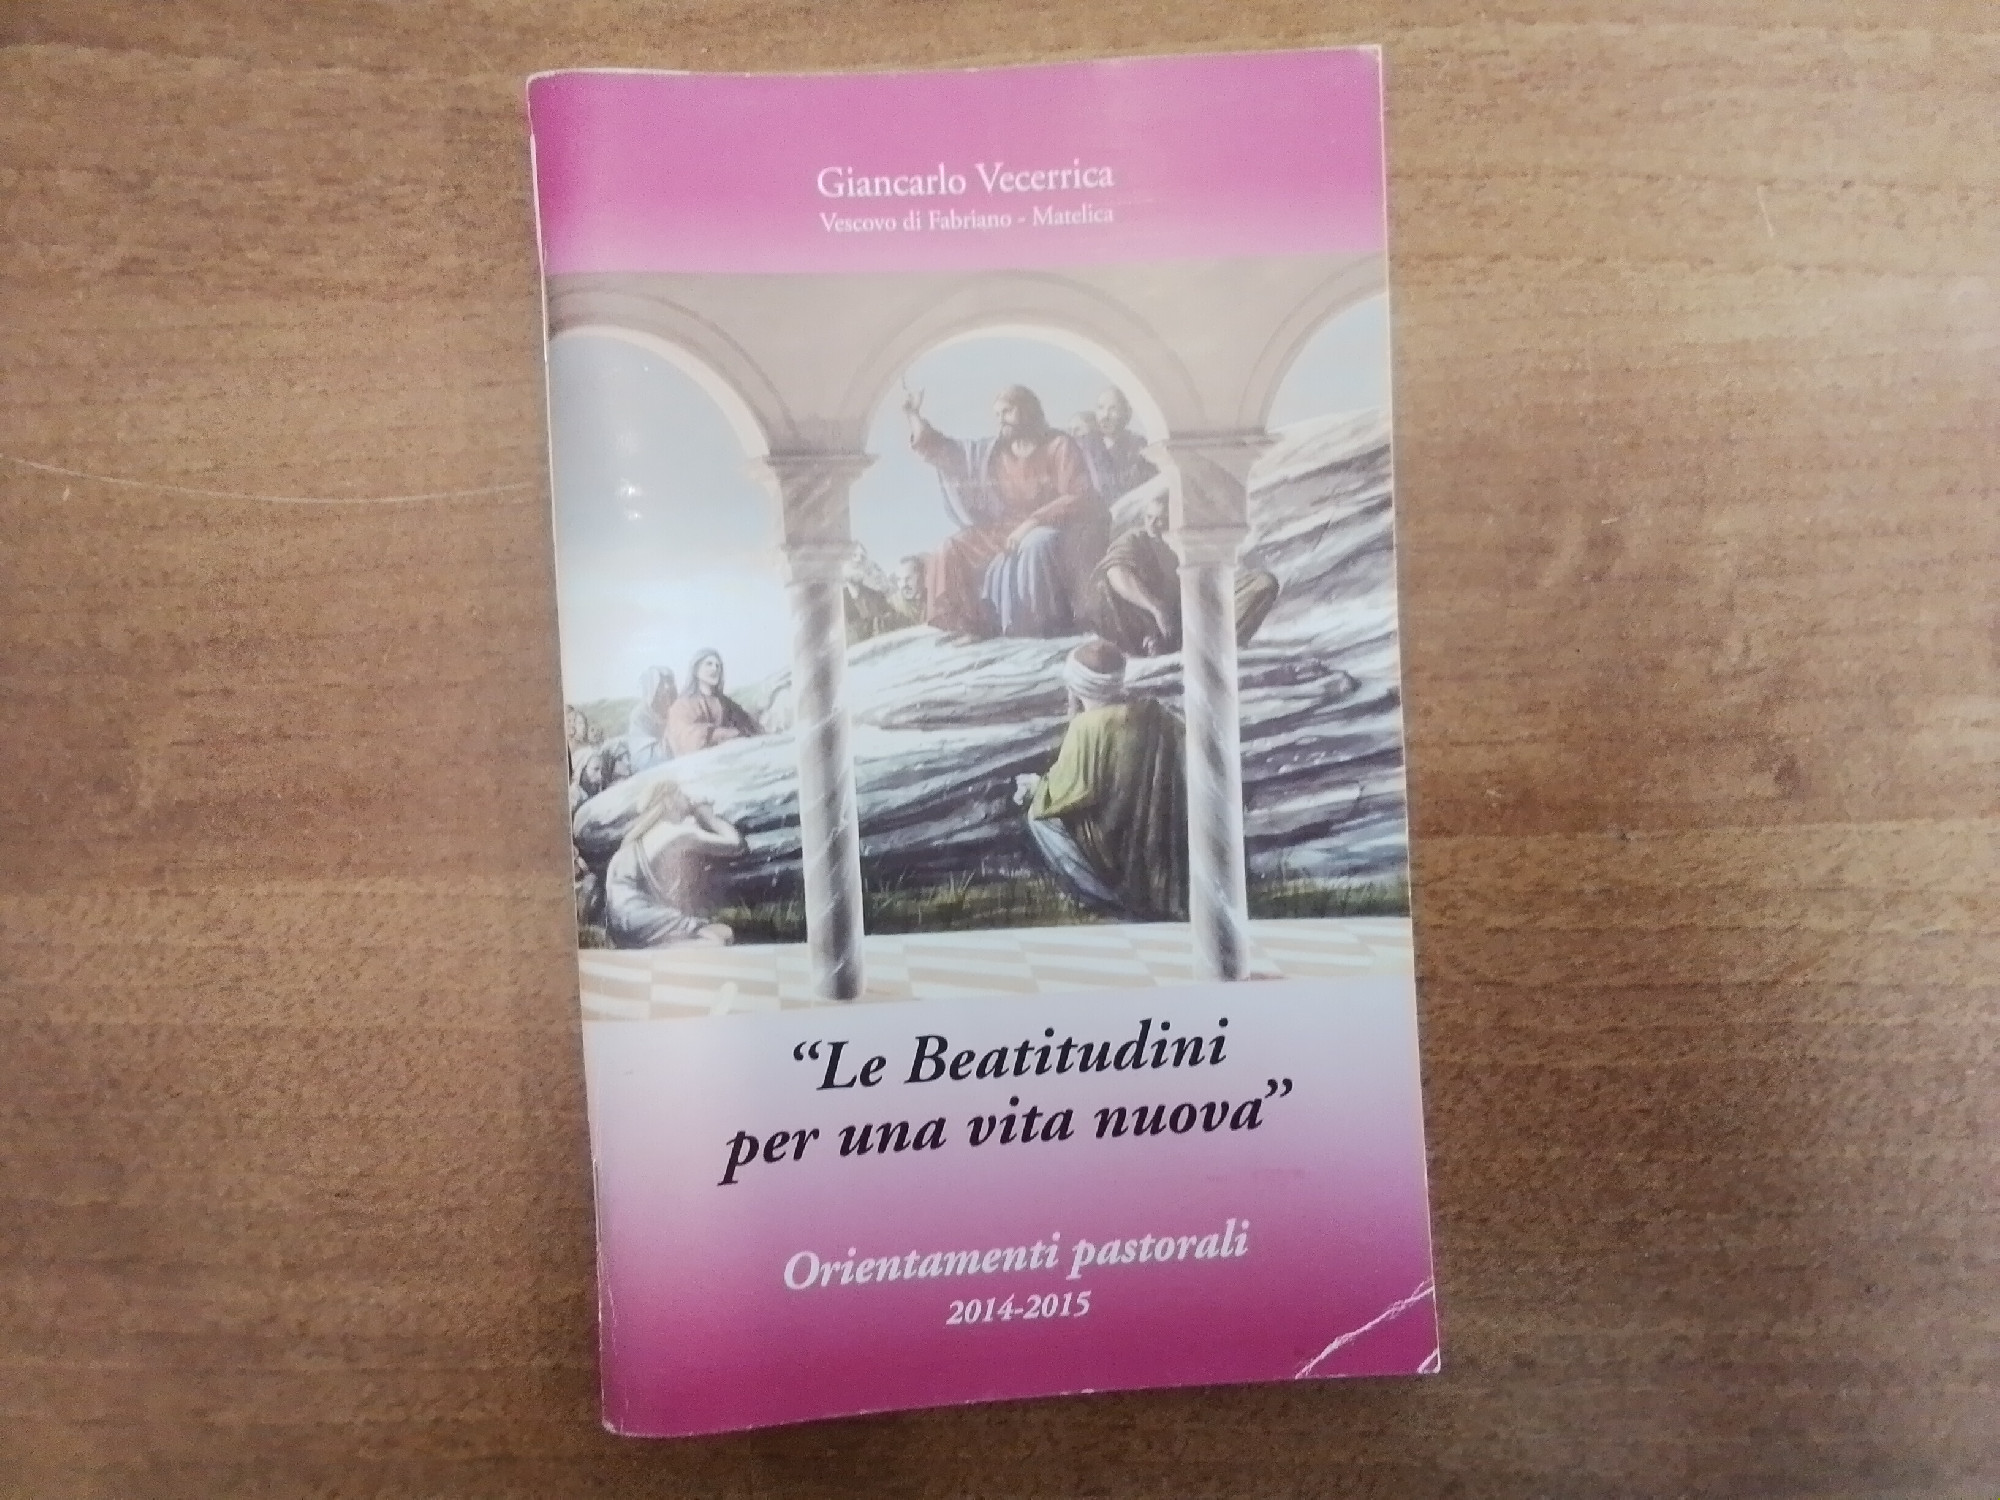 Giancarlo Vecerrica
Vescovo di Fabriano - Matelica
“Le Beatitudini
per una vita nuova”
Orientamenti pastorali
2014-2015